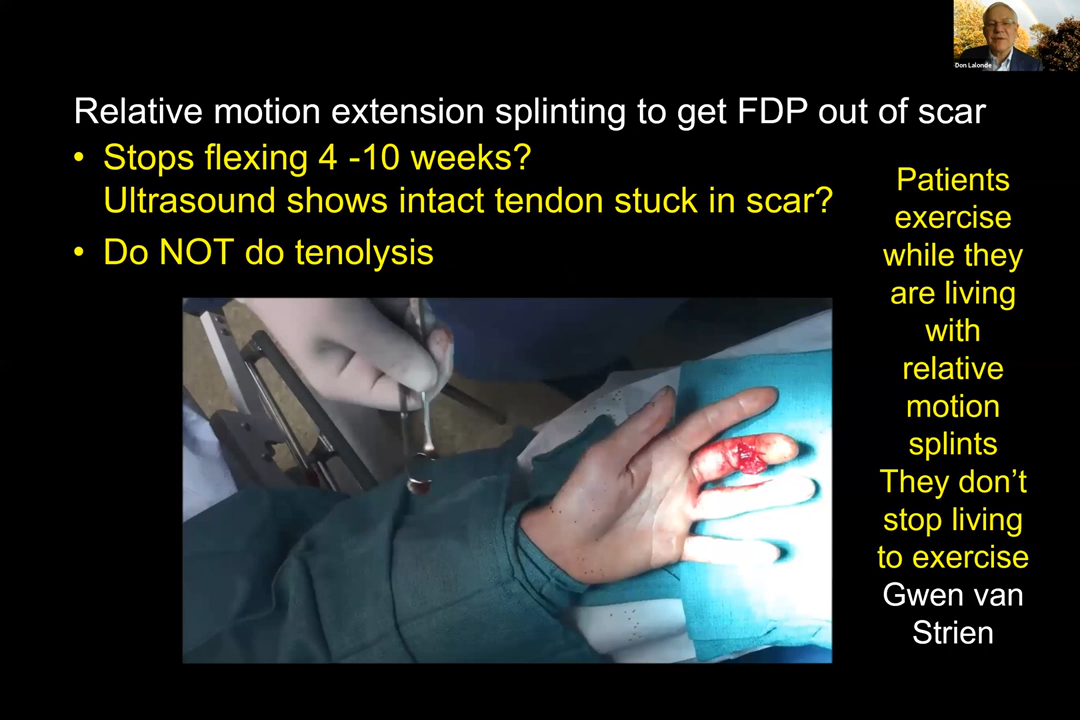 Don Lalonde
Relative motion extension splinting to get FDP out of scar
• Stops flexing 4 -10 weeks?
Ultrasound shows intact tendon stuck in scar?
• Do NOT do tenolysis
Patients
exercise
while they
are living
with
relative
motion
splints
They don’t
stop living
to exercise
Gwen van
Strien